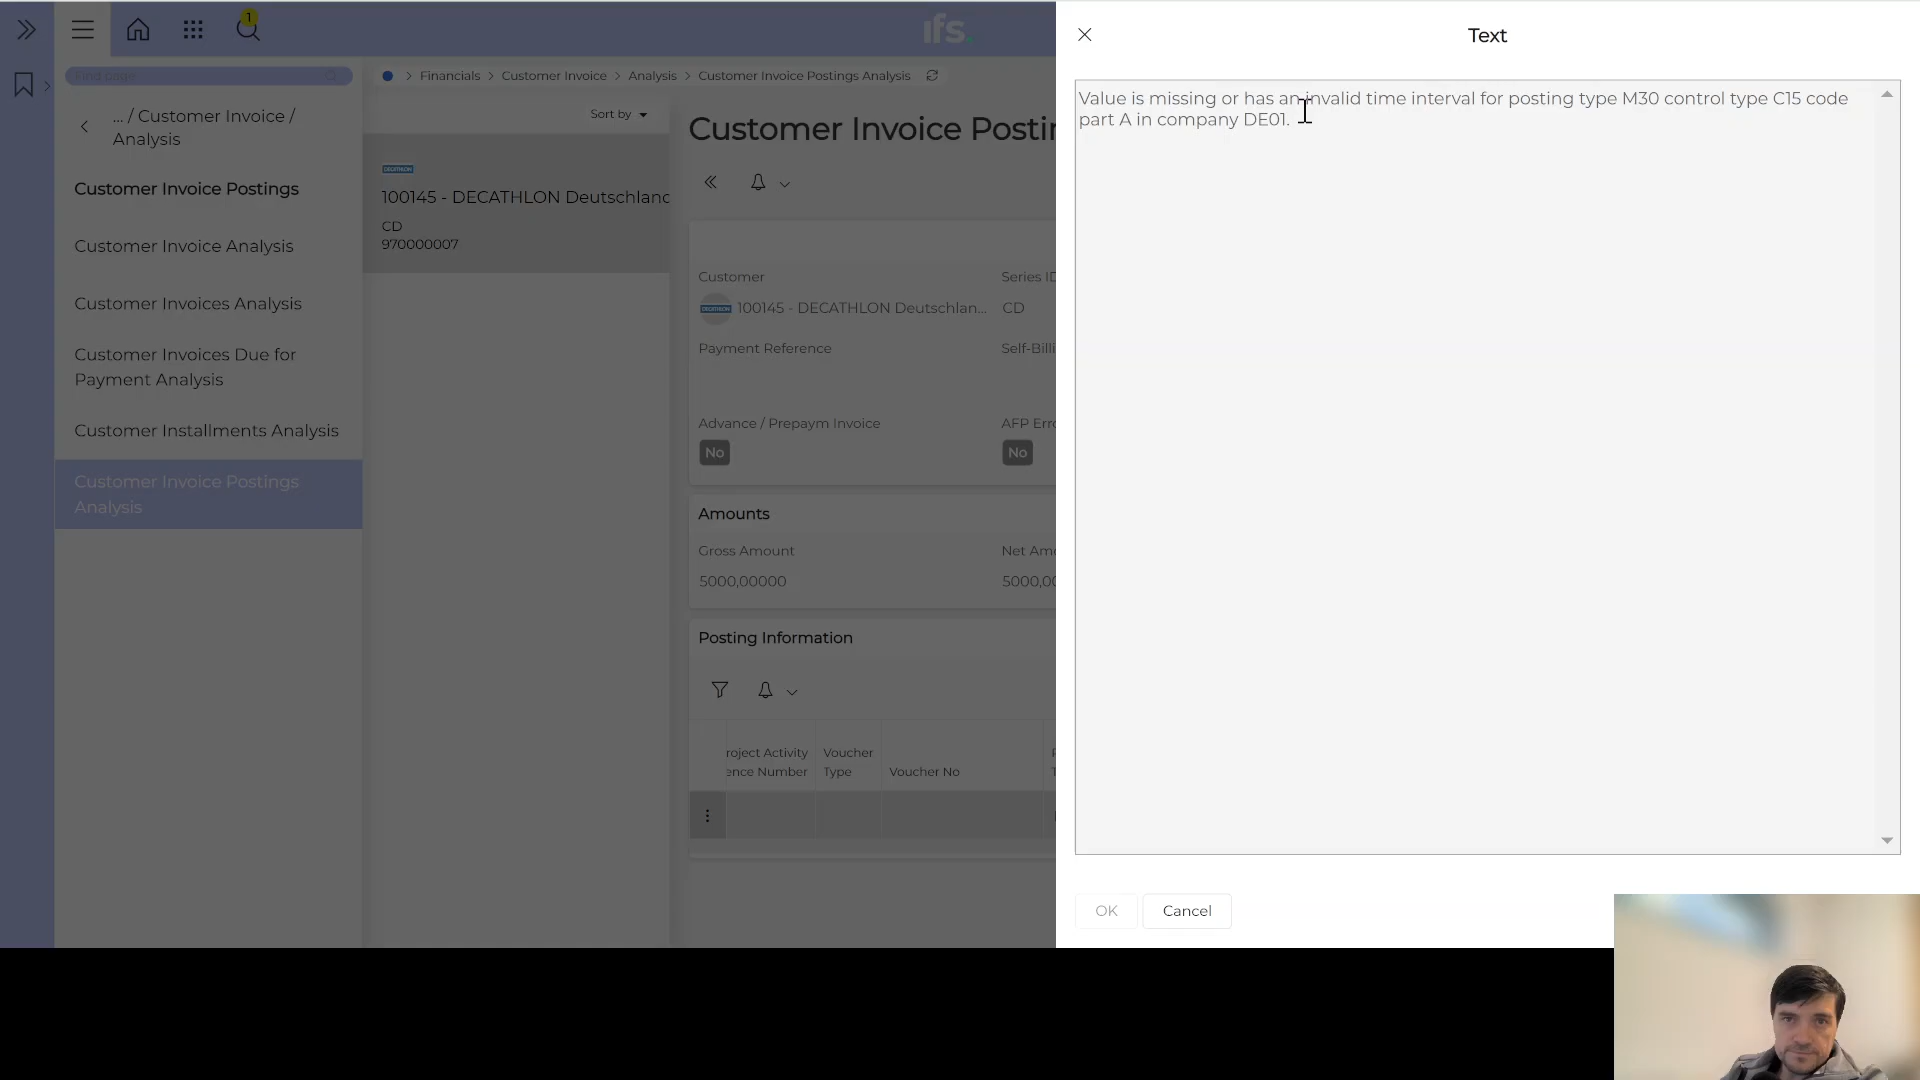 1
ifs.
Find page
Financials > Customer Invoice > Analysis > Customer Invoice Postings Analysis
... / Customer Invoice /
Analysis
Customer Invoice Postings
Customer Invoice Analysis
Customer Invoices Analysis
Customer Invoices Due for
Payment Analysis
Customer Installments Analysis
Customer Invoice Postings
Analysis
Sort by
DECATHLON
100145 - DECATHLON Deutschland
CD
970000007
Customer Invoice Posti
Customer
Series ID
DECATHLON
100145 - DECATHLON Deutschlan...
CD
Payment Reference
Self-Billi
Advance / Prepaym Invoice
AFP Erro
No
No
Amounts
Gross Amount
Net Amo
5000,00000
5000,00
Posting Information
roject Activity
ence Number
Voucher
Type
Voucher No
Text
Value is missing or has an invalid time interval for posting type M30 control type C15 code
part A in company DE01.
OK
Cancel